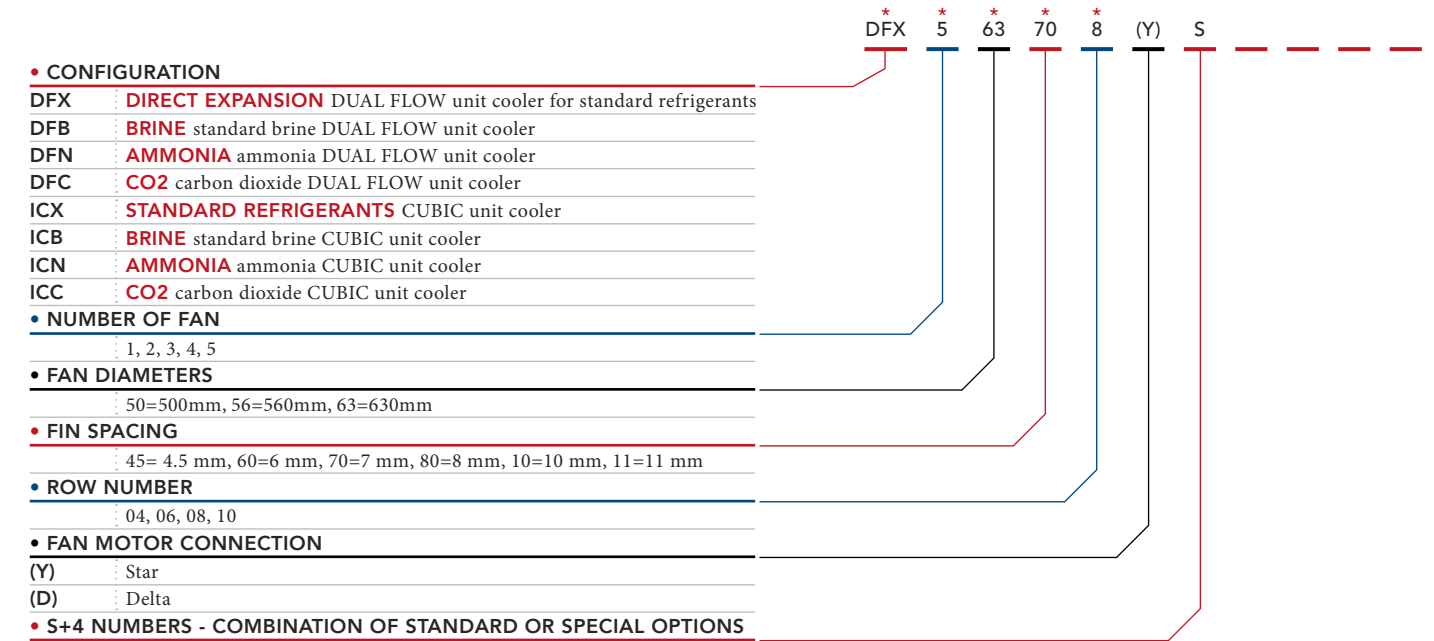 * * * * *
DFX 5 63 70 8 (Y) S
• CONFIGURATION
DFX DIRECT EXPANSION DUAL FLOW unit cooler for standard refrigerants
DFB BRINE standard brine DUAL FLOW unit cooler
DFN AMMONIA ammonia DUAL FLOW unit cooler
DFC CO2 carbon dioxide DUAL FLOW unit cooler
ICX STANDARD REFRIGERANTS CUBIC unit cooler
ICB BRINE standard brine CUBIC unit cooler
ICN AMMONIA ammonia CUBIC unit cooler
ICC CO2 carbon dioxide CUBIC unit cooler
• NUMBER OF FAN
1, 2, 3, 4, 5
• FAN DIAMETERS
50=500mm, 56=560mm, 63=630mm
• FIN SPACING
45= 4.5 mm, 60=6 mm, 70=7 mm, 80=8 mm, 10=10 mm, 11=11 mm
• ROW NUMBER
04, 06, 08, 10
• FAN MOTOR CONNECTION
(Y) Star
(D) Delta
• S+4 NUMBERS - COMBINATION OF STANDARD OR SPECIAL OPTIONS